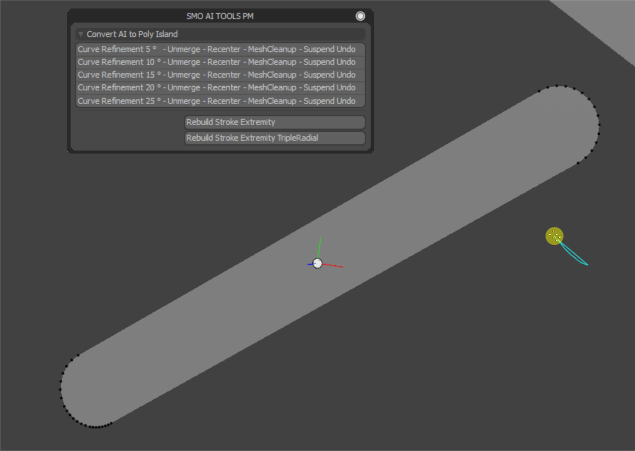 SMO AI TOOLS PM
Convert AI to Poly Island
Curve Refinement 5 ° - Unmerge - Recenter - MeshCleanup - Suspend Undo
Curve Refinement 10 ° - Unmerge - Recenter - MeshCleanup - Suspend Undo
Curve Refinement 15 ° - Unmerge - Recenter - MeshCleanup - Suspend Undo
Curve Refinement 20 ° - Unmerge - Recenter - MeshCleanup - Suspend Undo
Curve Refinement 25 ° - Unmerge - Recenter - MeshCleanup - Suspend Undo
Rebuild Stroke Extremity
Rebuild Stroke Extremity TripleRadial